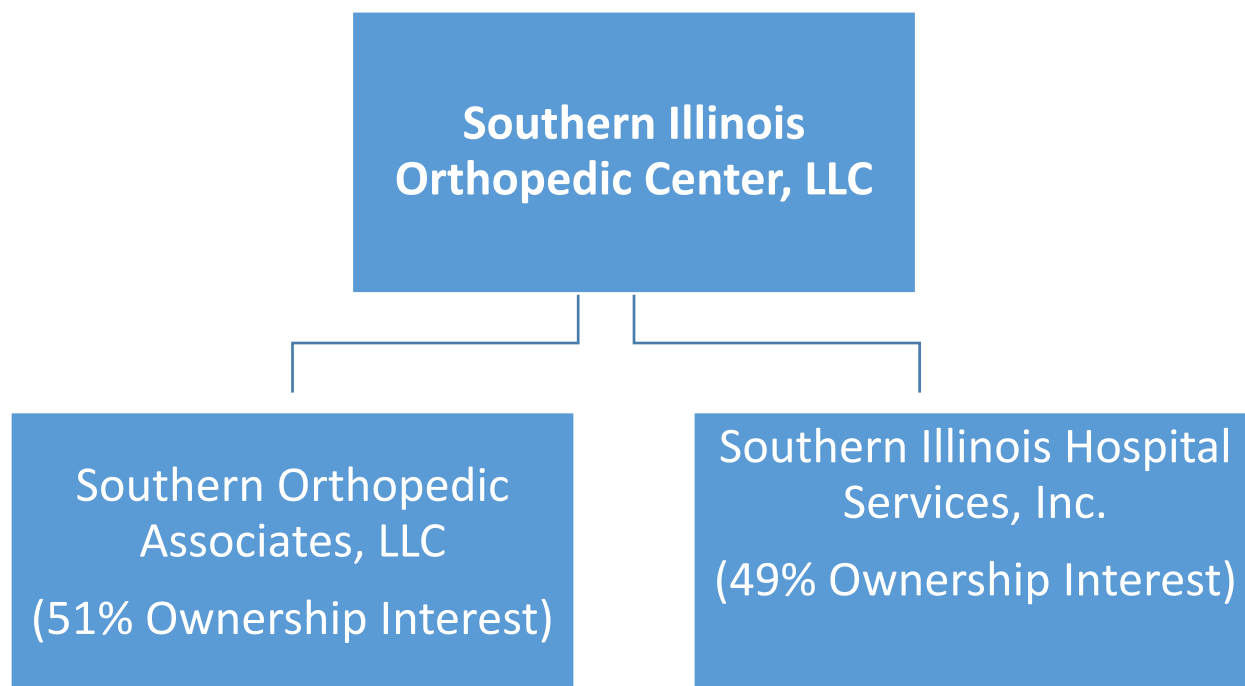 Southern Illinois
Orthopedic Center, LLC
Southern Orthopedic
Associates, LLC
(51% Ownership Interest)
Southern Illinois Hospital
Services, Inc.
(49% Ownership Interest)